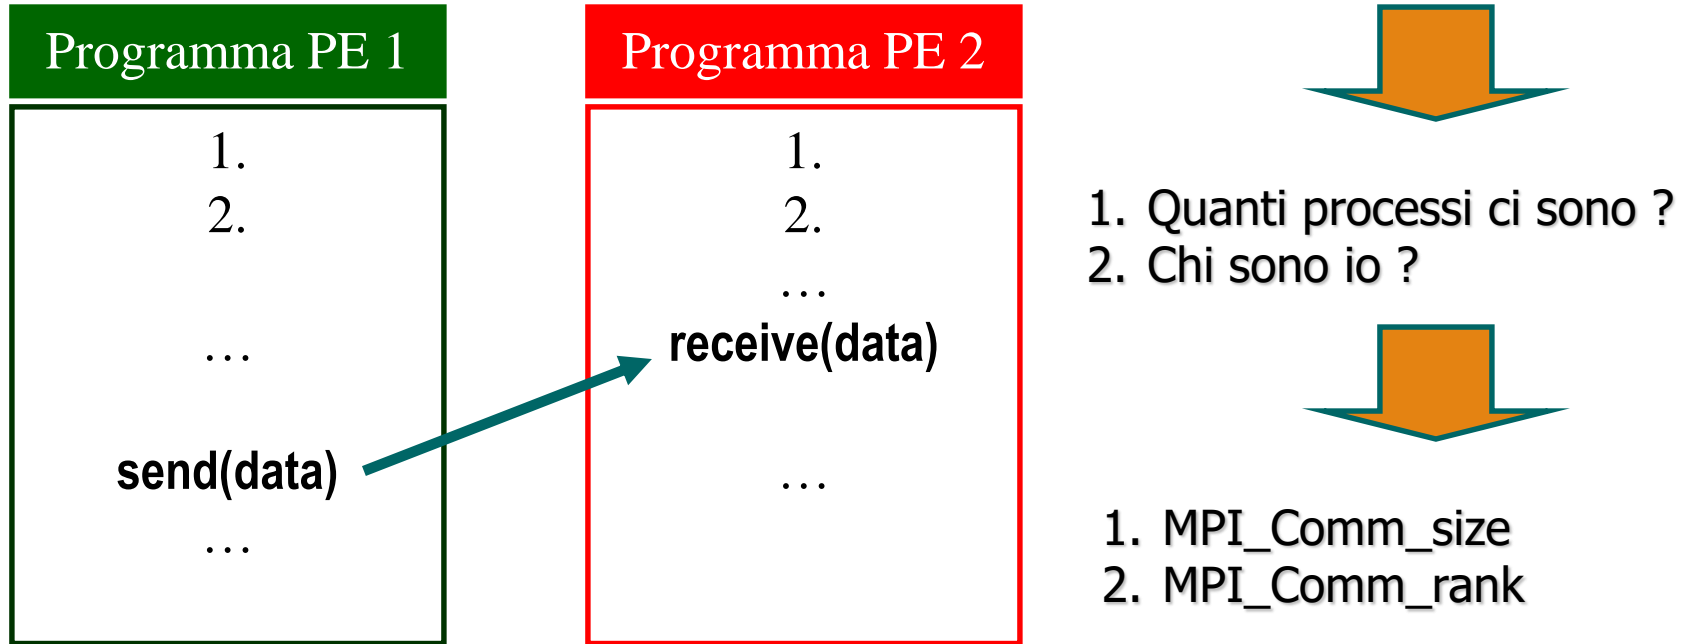 Programma PE 1
1.
2.
…
send(data)
…
Programma PE 2
1.
2.
…
receive(data)
…
1. Quanti processi ci sono ?
2. Chi sono io ?
1. MPI_Comm_size
2. MPI_Comm_rank